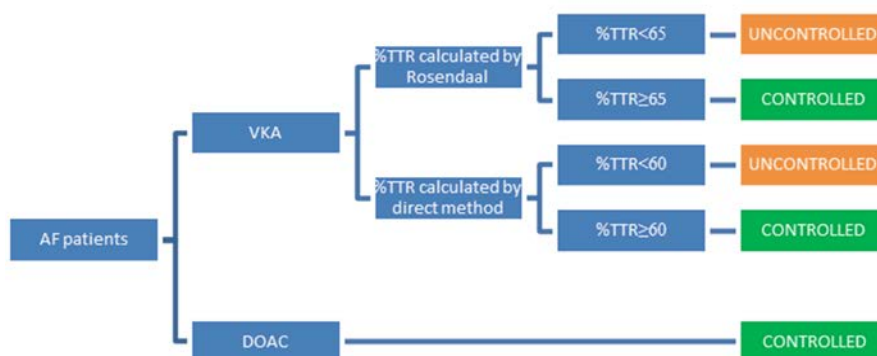 %TTR<65
UNCONTROLLED
%TTR calculated by
Rosendaal
%TTR≥65
CONTROLLED
VKA
%TTR<60
UNCONTROLLED
%TTR calculated by
direct method
%TTR≥60
CONTROLLED
AF patients
DOAC
CONTROLLED